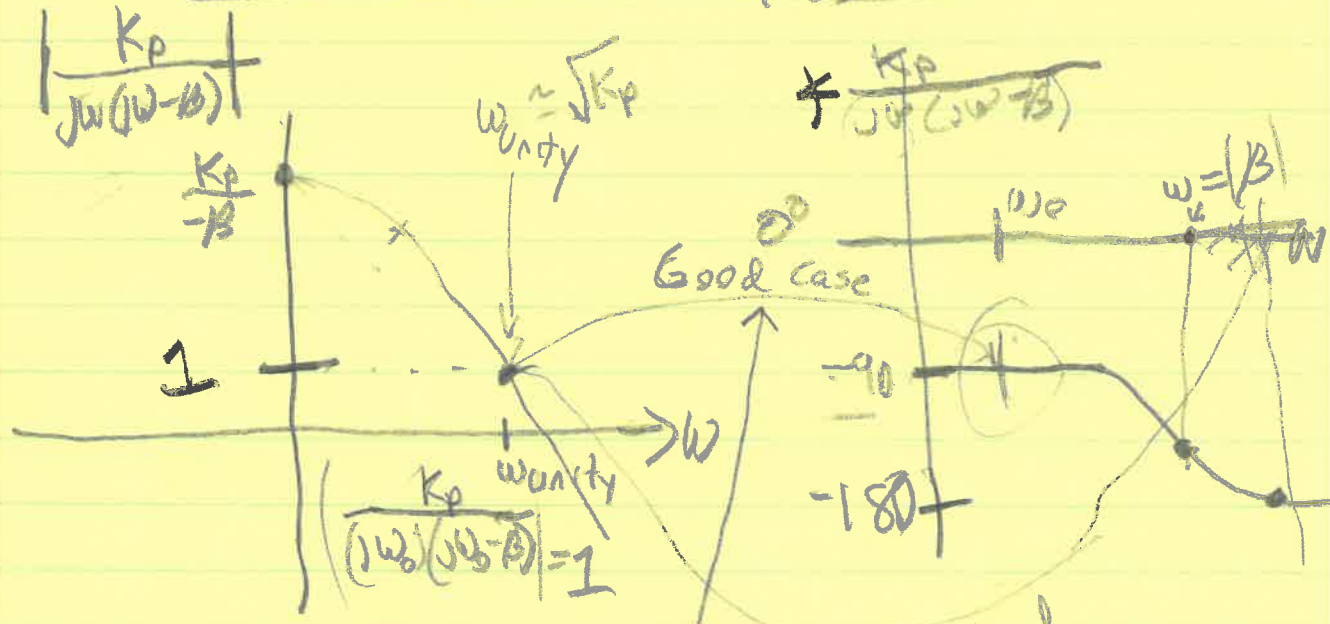 |Kp / jω(jω-β)|
Kp / -β
ωunity ≃ √Kp
1
ωunity
>ω
|Kp / (jω₀)(jω₀-β)| = 1
Good case
∡ Kp / (jω(jω-β))
0°
ω = |β|
ω
-90
-180